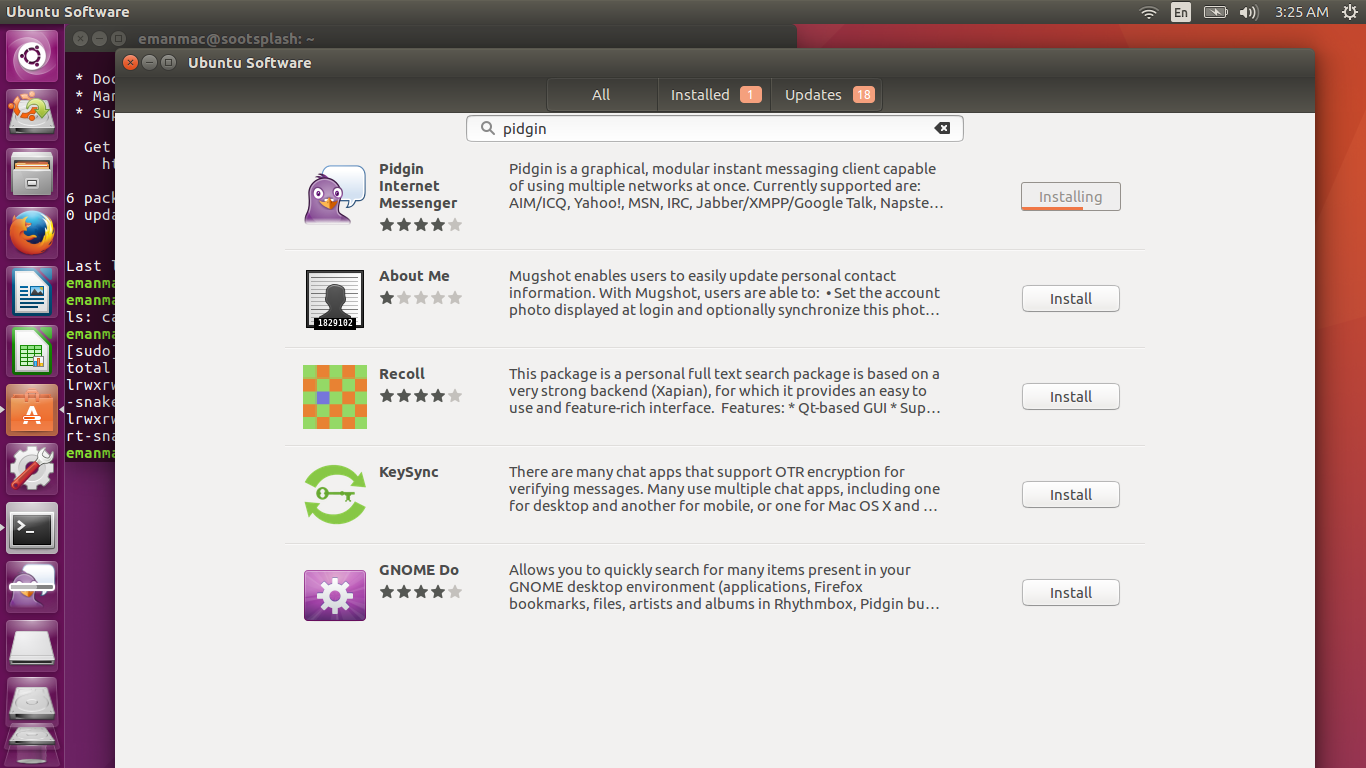 Ubuntu Software
En
3:25 AM
emanmac@sootsplash: ~
Ubuntu Software
All
Installed 1
Updates 18
pidgin
* Doc
* Man
* Sup
Get
ht
6 pack
0 upda
Last
emanma
emanma
ls: ca
emanma
[sudo]
total
lrwxrw
-snake
lrwxrw
rt-sna
emanma
Pidgin
Internet
Messenger
Pidgin is a graphical, modular instant messaging client capable
of using multiple networks at once. Currently supported are:
AIM/ICQ, Yahoo!, MSN, IRC, Jabber/XMPP/Google Talk, Napste…
Installing
About Me
1829102
Mugshot enables users to easily update personal contact
information. With Mugshot, users are able to: •Set the account
photo displayed at login and optionally synchronize this phot…
Install
Recoll
This package is a personal full text search package is based on a
very strong backend (Xapian), for which it provides an easy to
use and feature-rich interface. Features: * Qt-based GUI * Sup…
Install
KeySync
There are many chat apps that support OTR encryption for
verifying messages. Many use multiple chat apps, including one
for desktop and another for mobile, or one for Mac OS X and …
Install
GNOME Do
Allows you to quickly search for many items present in your
GNOME desktop environment (applications, Firefox
bookmarks, files, artists and albums in Rhythmbox, Pidgin bu…
Install